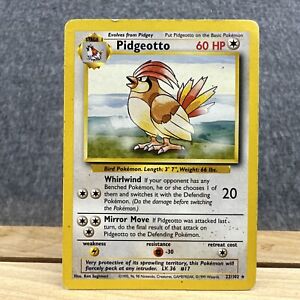 STAGE 1
Evolves from Pidgey
Put Pidgeotto on the Basic Pokémon
Pidgeotto
60 HP
Bird Pokémon. Length: 3' 7", Weight: 66 lbs.
Whirlwind If your opponent has any
Benched Pokémon, he or she chooses 1
of them and switches it with the
Defending Pokémon. (Do the damage
before switching the Pokémon.)
20
Mirror Move If Pidgeotto was attacked last
turn, do the final result of that attack on
Pidgeotto to the Defending Pokémon.
weakness
resistance
retreat cost
-30
Very protective of its sprawling territory, this Pokémon will
fiercely peck at any intruder. LV. 36 #17
Illus. Ken Sugimori
22/102 ★